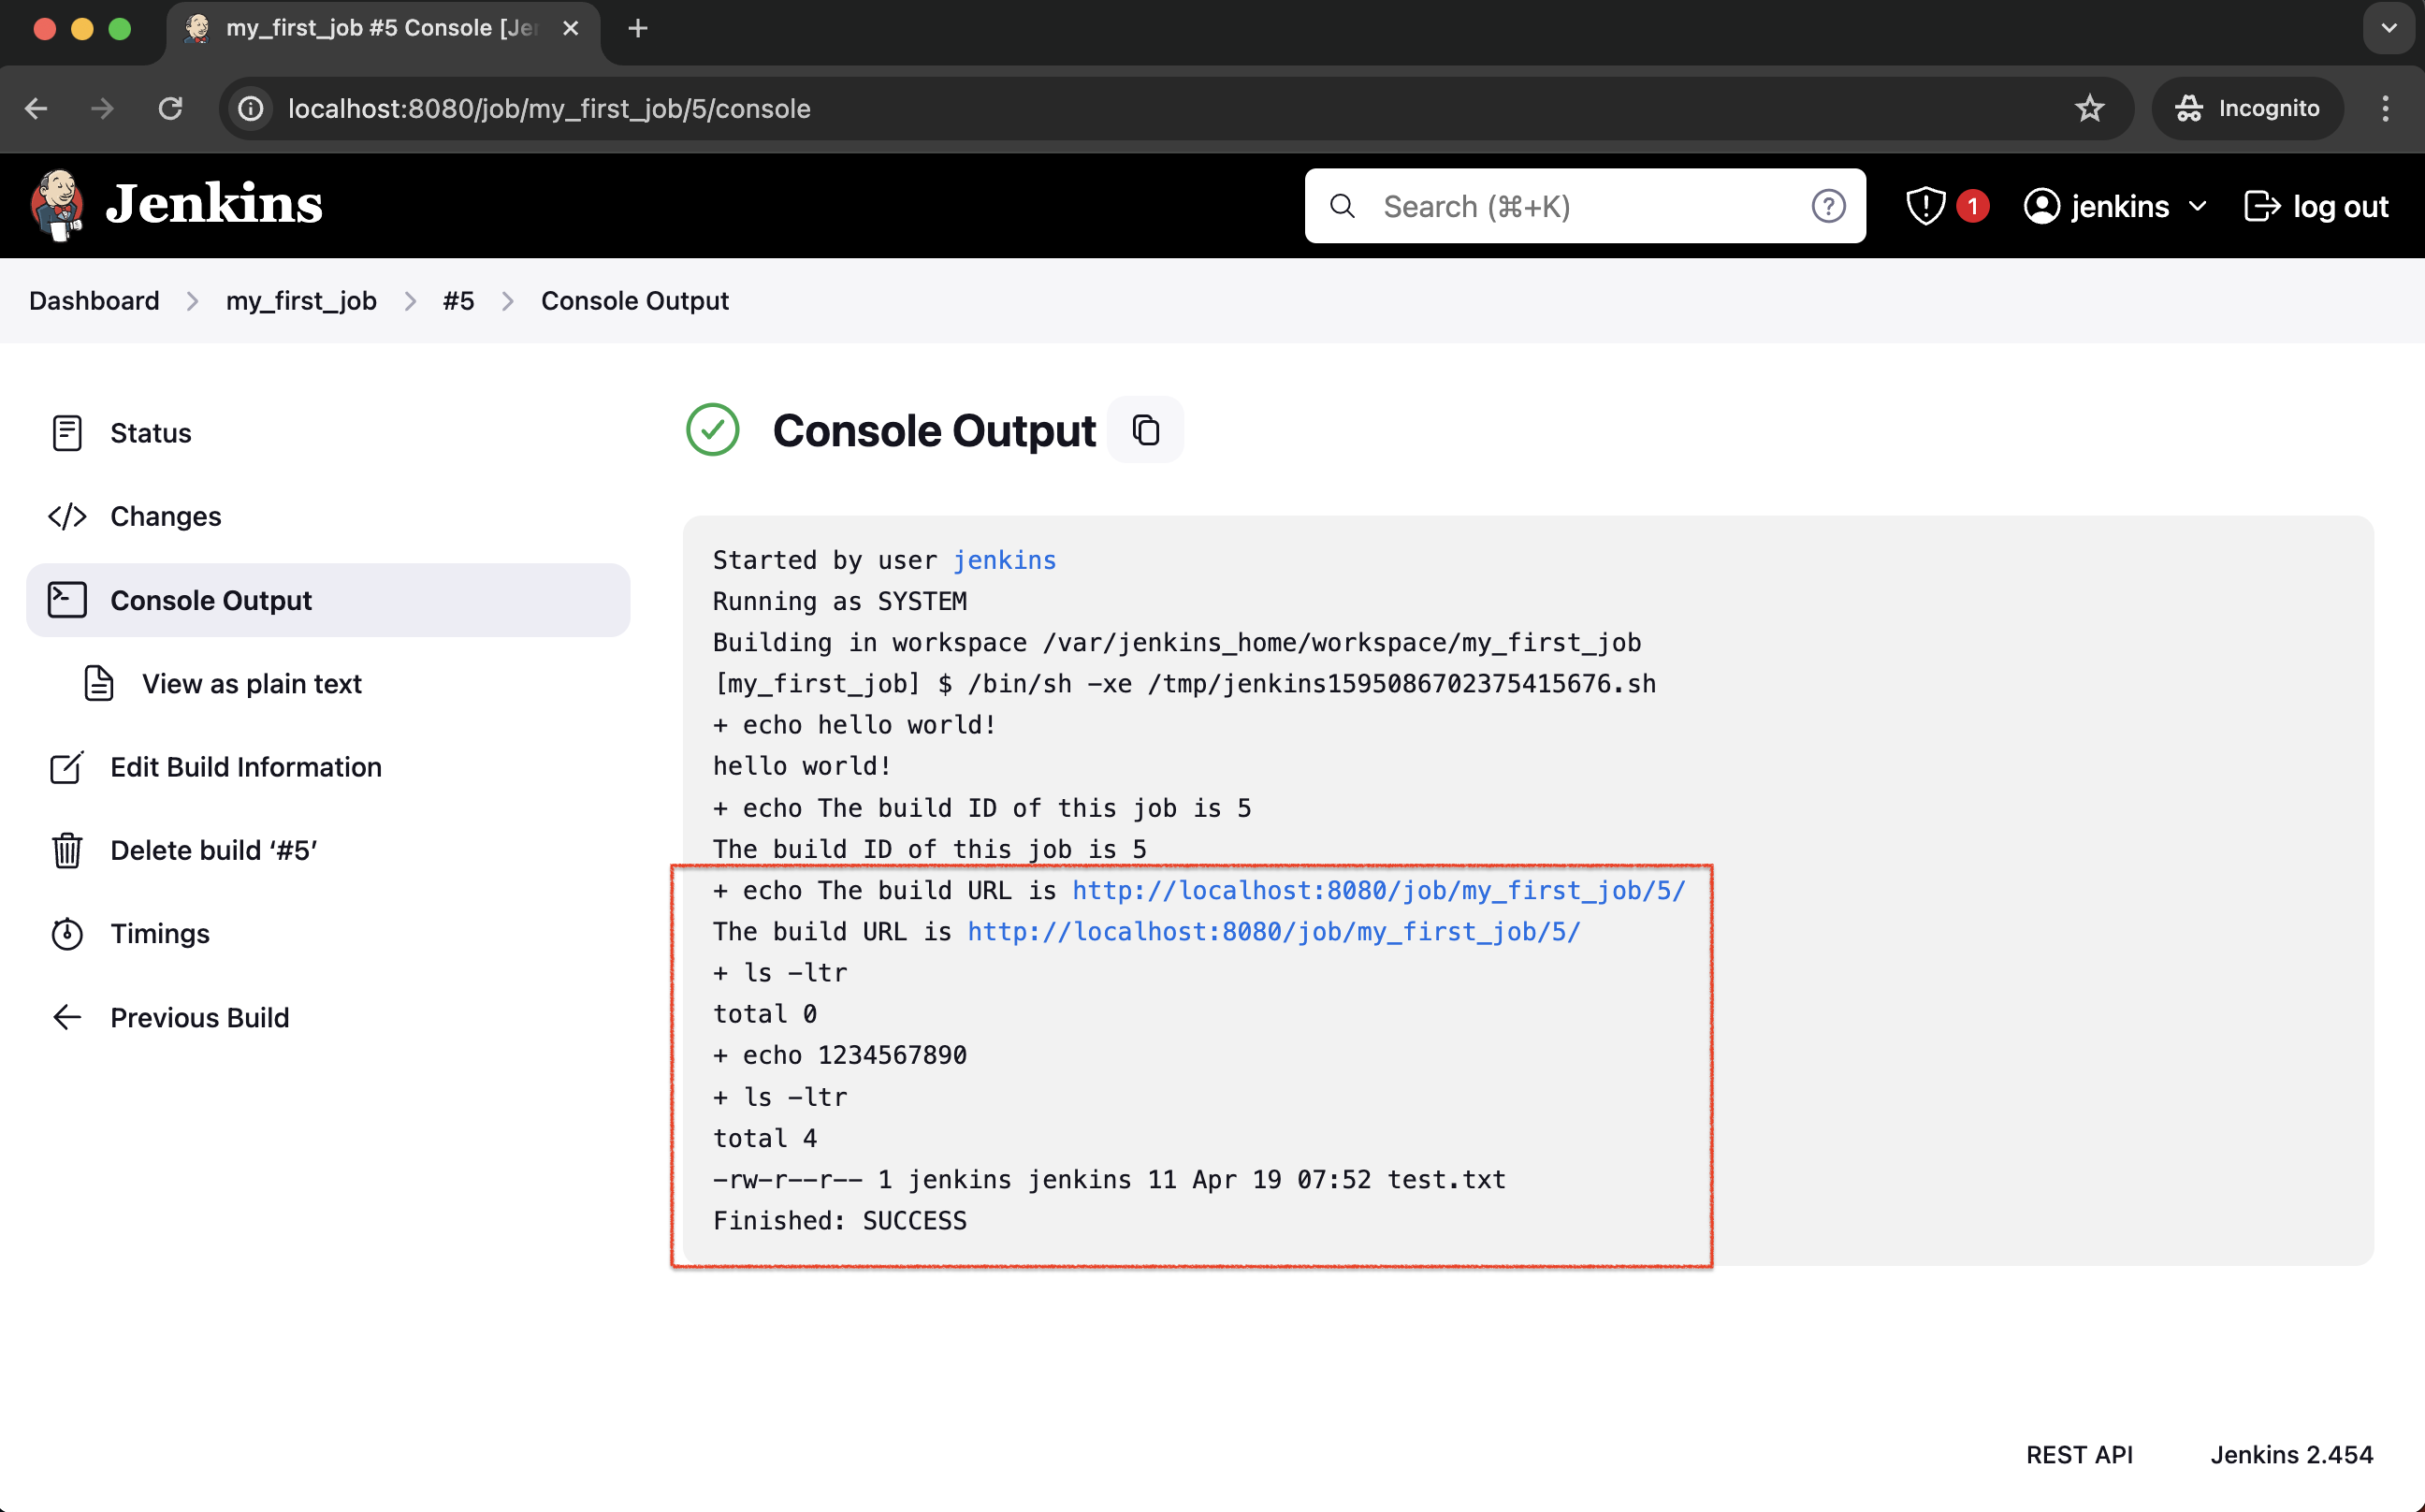 my_first_job #5 Console [Je
localhost:8080/job/my_first_job/5/console
Incognito
Jenkins
Search (⌘+K)
1
jenkins
log out
Dashboard
my_first_job
#5
Console Output
Status
Changes
Console Output
View as plain text
Edit Build Information
Delete build ‘#5’
Timings
Previous Build
Console Output
Started by user jenkins
Running as SYSTEM
Building in workspace /var/jenkins_home/workspace/my_first_job
[my_first_job] $ /bin/sh -xe /tmp/jenkins1595086702375415676.sh
+ echo hello world!
hello world!
+ echo The build ID of this job is 5
The build ID of this job is 5
+ echo The build URL is http://localhost:8080/job/my_first_job/5/
The build URL is http://localhost:8080/job/my_first_job/5/
+ ls -ltr
total 0
+ echo 1234567890
+ ls -ltr
total 4
-rw-r--r-- 1 jenkins jenkins 11 Apr 19 07:52 test.txt
Finished: SUCCESS
REST API
Jenkins 2.454